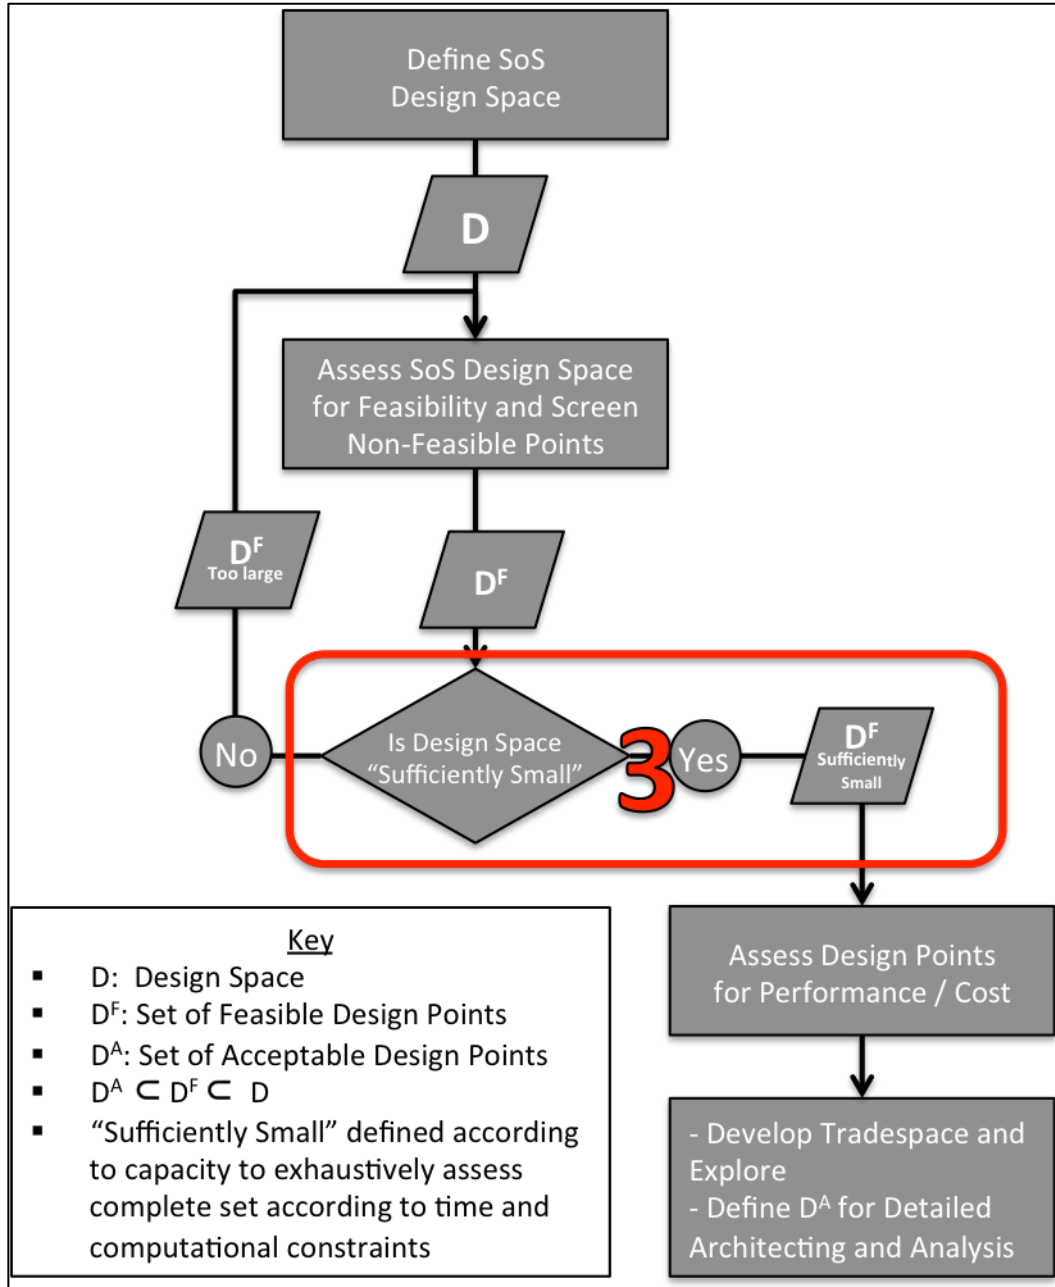 Define SoS
Design Space
D
Assess SoS Design Space
for Feasibility and Screen
Non-Feasible Points
Dᶠ
Too large
Dᶠ
No
Is Design Space
“Sufficiently Small”
3
Yes
Dᶠ
Sufficiently
Small
Assess Design Points
for Performance / Cost
- Develop Tradespace and
Explore
- Define Dᴬ for Detailed
Architecting and Analysis
Key
▪ D: Design Space
▪ Dᶠ: Set of Feasible Design Points
▪ Dᴬ: Set of Acceptable Design Points
▪ Dᴬ ⊂ Dᶠ ⊂ D
▪ “Sufficiently Small” defined according
to capacity to exhaustively assess
complete set according to time and
computational constraints